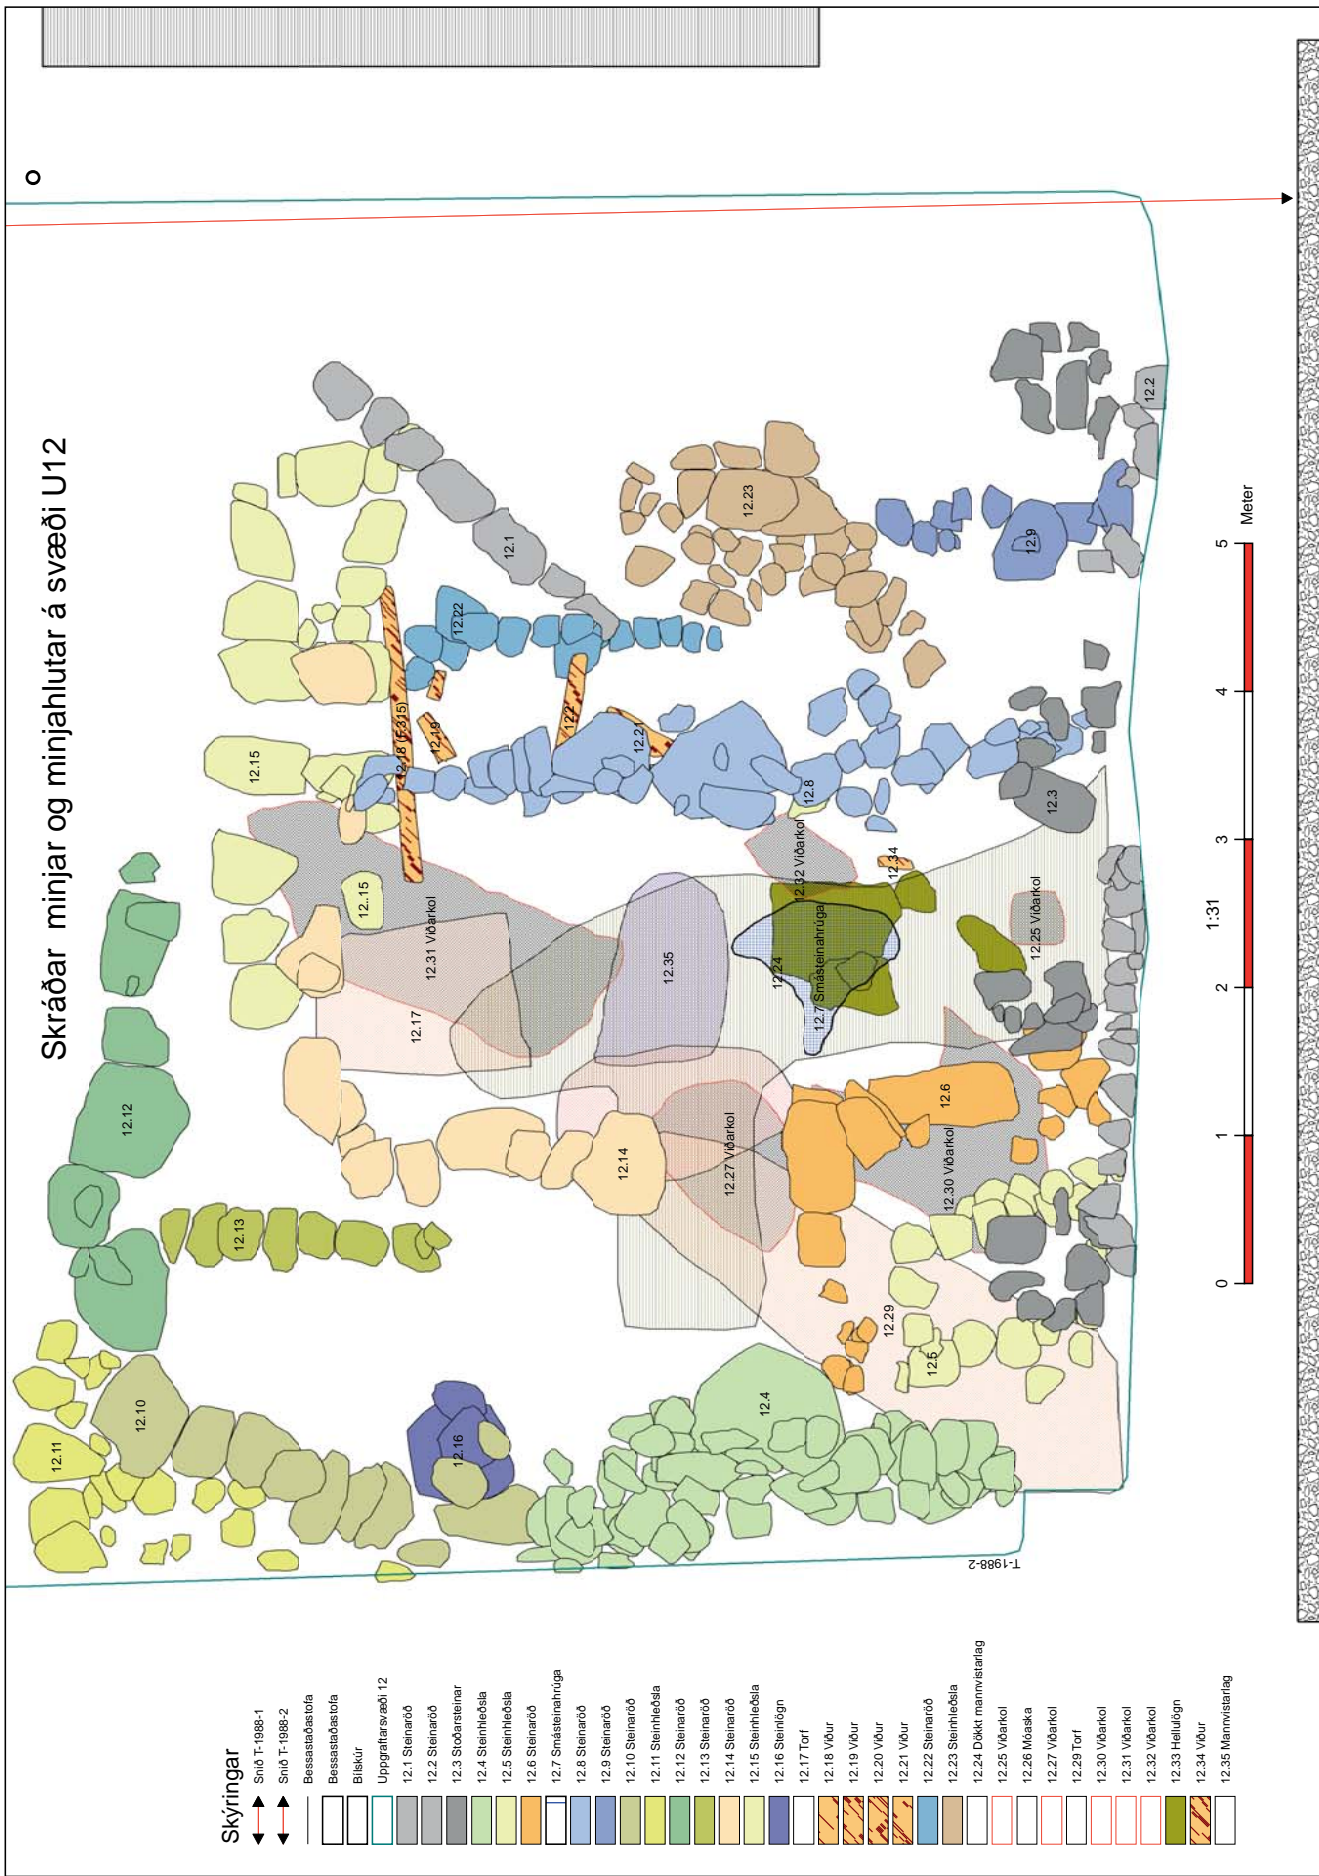 Skráðar minjar og minjahlutar á svæði U12
12.11
12.10
12.12
12.13
12.16
12.4
12.14
12.15
12..15
12.17
12.31 Viðarkol
12.18 (5315)
12.19
12.22
12.1
12.2
12.21
12.35
12.27 Viðarkol
12.24
12.7 Smásteinahrúga
12.32 Viðarkol
12.34
12.8
12.23
12.9
12.2
12.3
12.25 Viðarkol
12.6
12.30 Viðarkol
12.29
12.5
T-1988-2
1:31
0 1 2 3 4 5
Meter
Skýringar
Snið T-1988-1
Snið T-1988-2
Bessastaðastofa
Bessastaðastofa
Bílskúr
Uppgraftarsvæði 12
12.1 Steinaröð
12.2 Steinaröð
12.3 Stoðarsteinar
12.4 Steinhleðsla
12.5 Steinhleðsla
12.6 Steinaröð
12.7 Smásteinahrúga
12.8 Steinaröð
12.9 Steinaröð
12.10 Steinaröð
12.11 Steinhleðsla
12.12 Steinaröð
12.13 Steinaröð
12.14 Steinaröð
12.15 Steinhleðsla
12.16 Steinlögn
12.17 Torf
12.18 Viður
12.19 Viður
12.20 Viður
12.21 Viður
12.22 Steinaröð
12.23 Steinhleðsla
12.24 Dökkt mannvistarlag
12.25 Viðarkol
12.26 Móaska
12.27 Viðarkol
12.29 Torf
12.30 Viðarkol
12.31 Viðarkol
12.32 Viðarkol
12.33 Hellulögn
12.34 Viður
12.35 Mannvistarlag